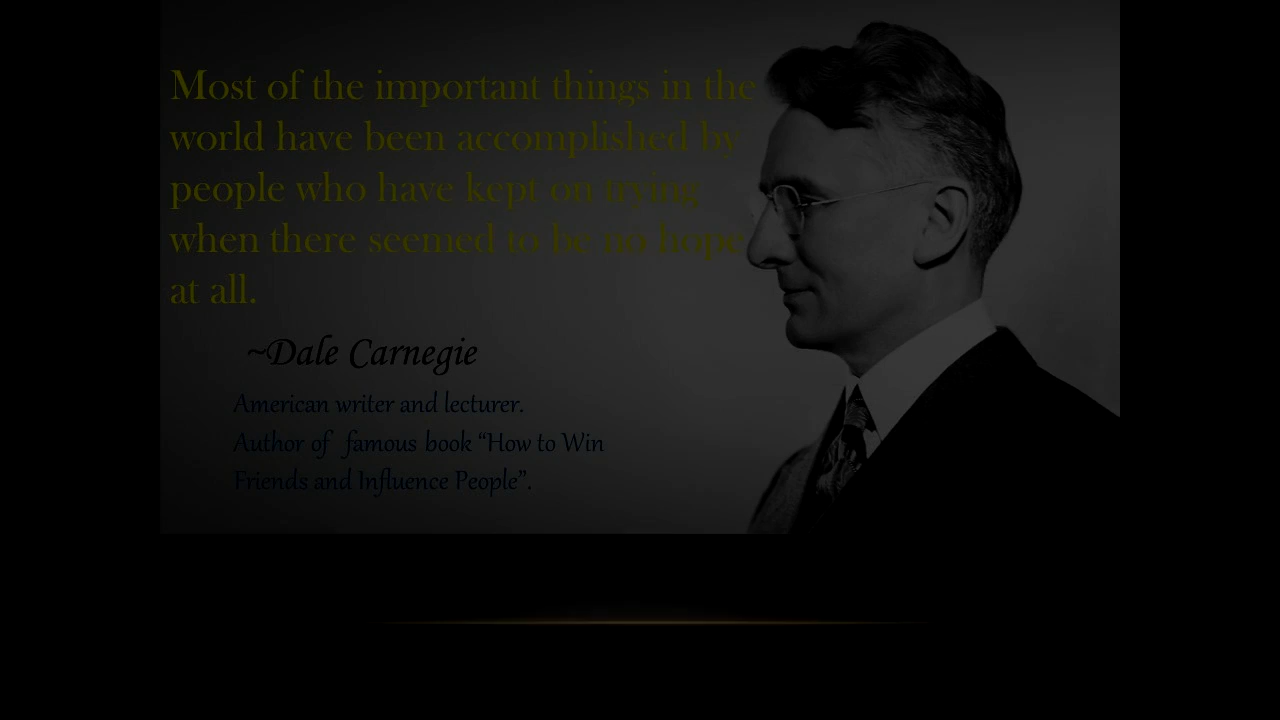 Most of the important things in the
world have been accomplished by
people who have kept on trying
when there seemed to be no hope
at all.
~Dale Carnegie
American writer and lecturer.
Author of famous book “How to Win
Friends and Influence People”.